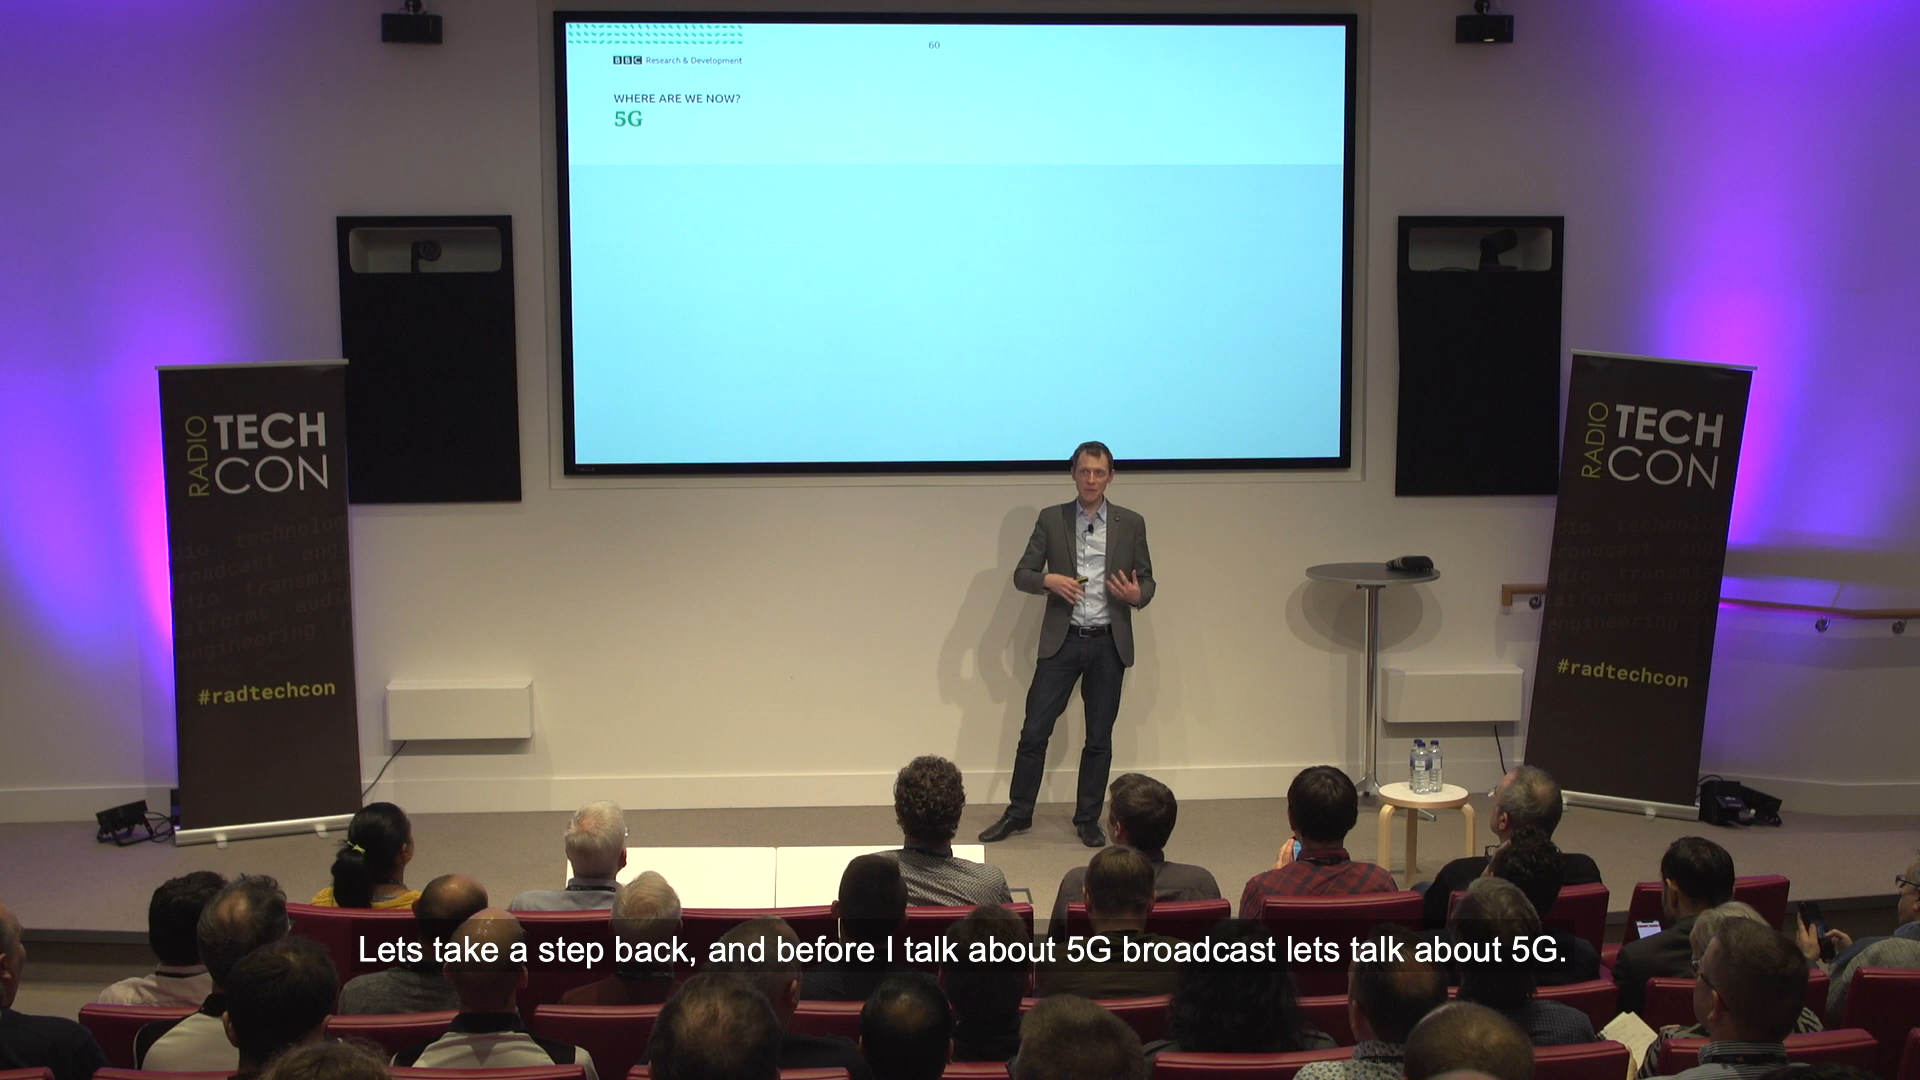 60
BBC Research & Development
WHERE ARE WE NOW?
5G
RADIO
TECH
CON
#radtechcon
RADIO
TECH
CON
#radtechcon
Lets take a step back, and before I talk about 5G broadcast lets talk about 5G.